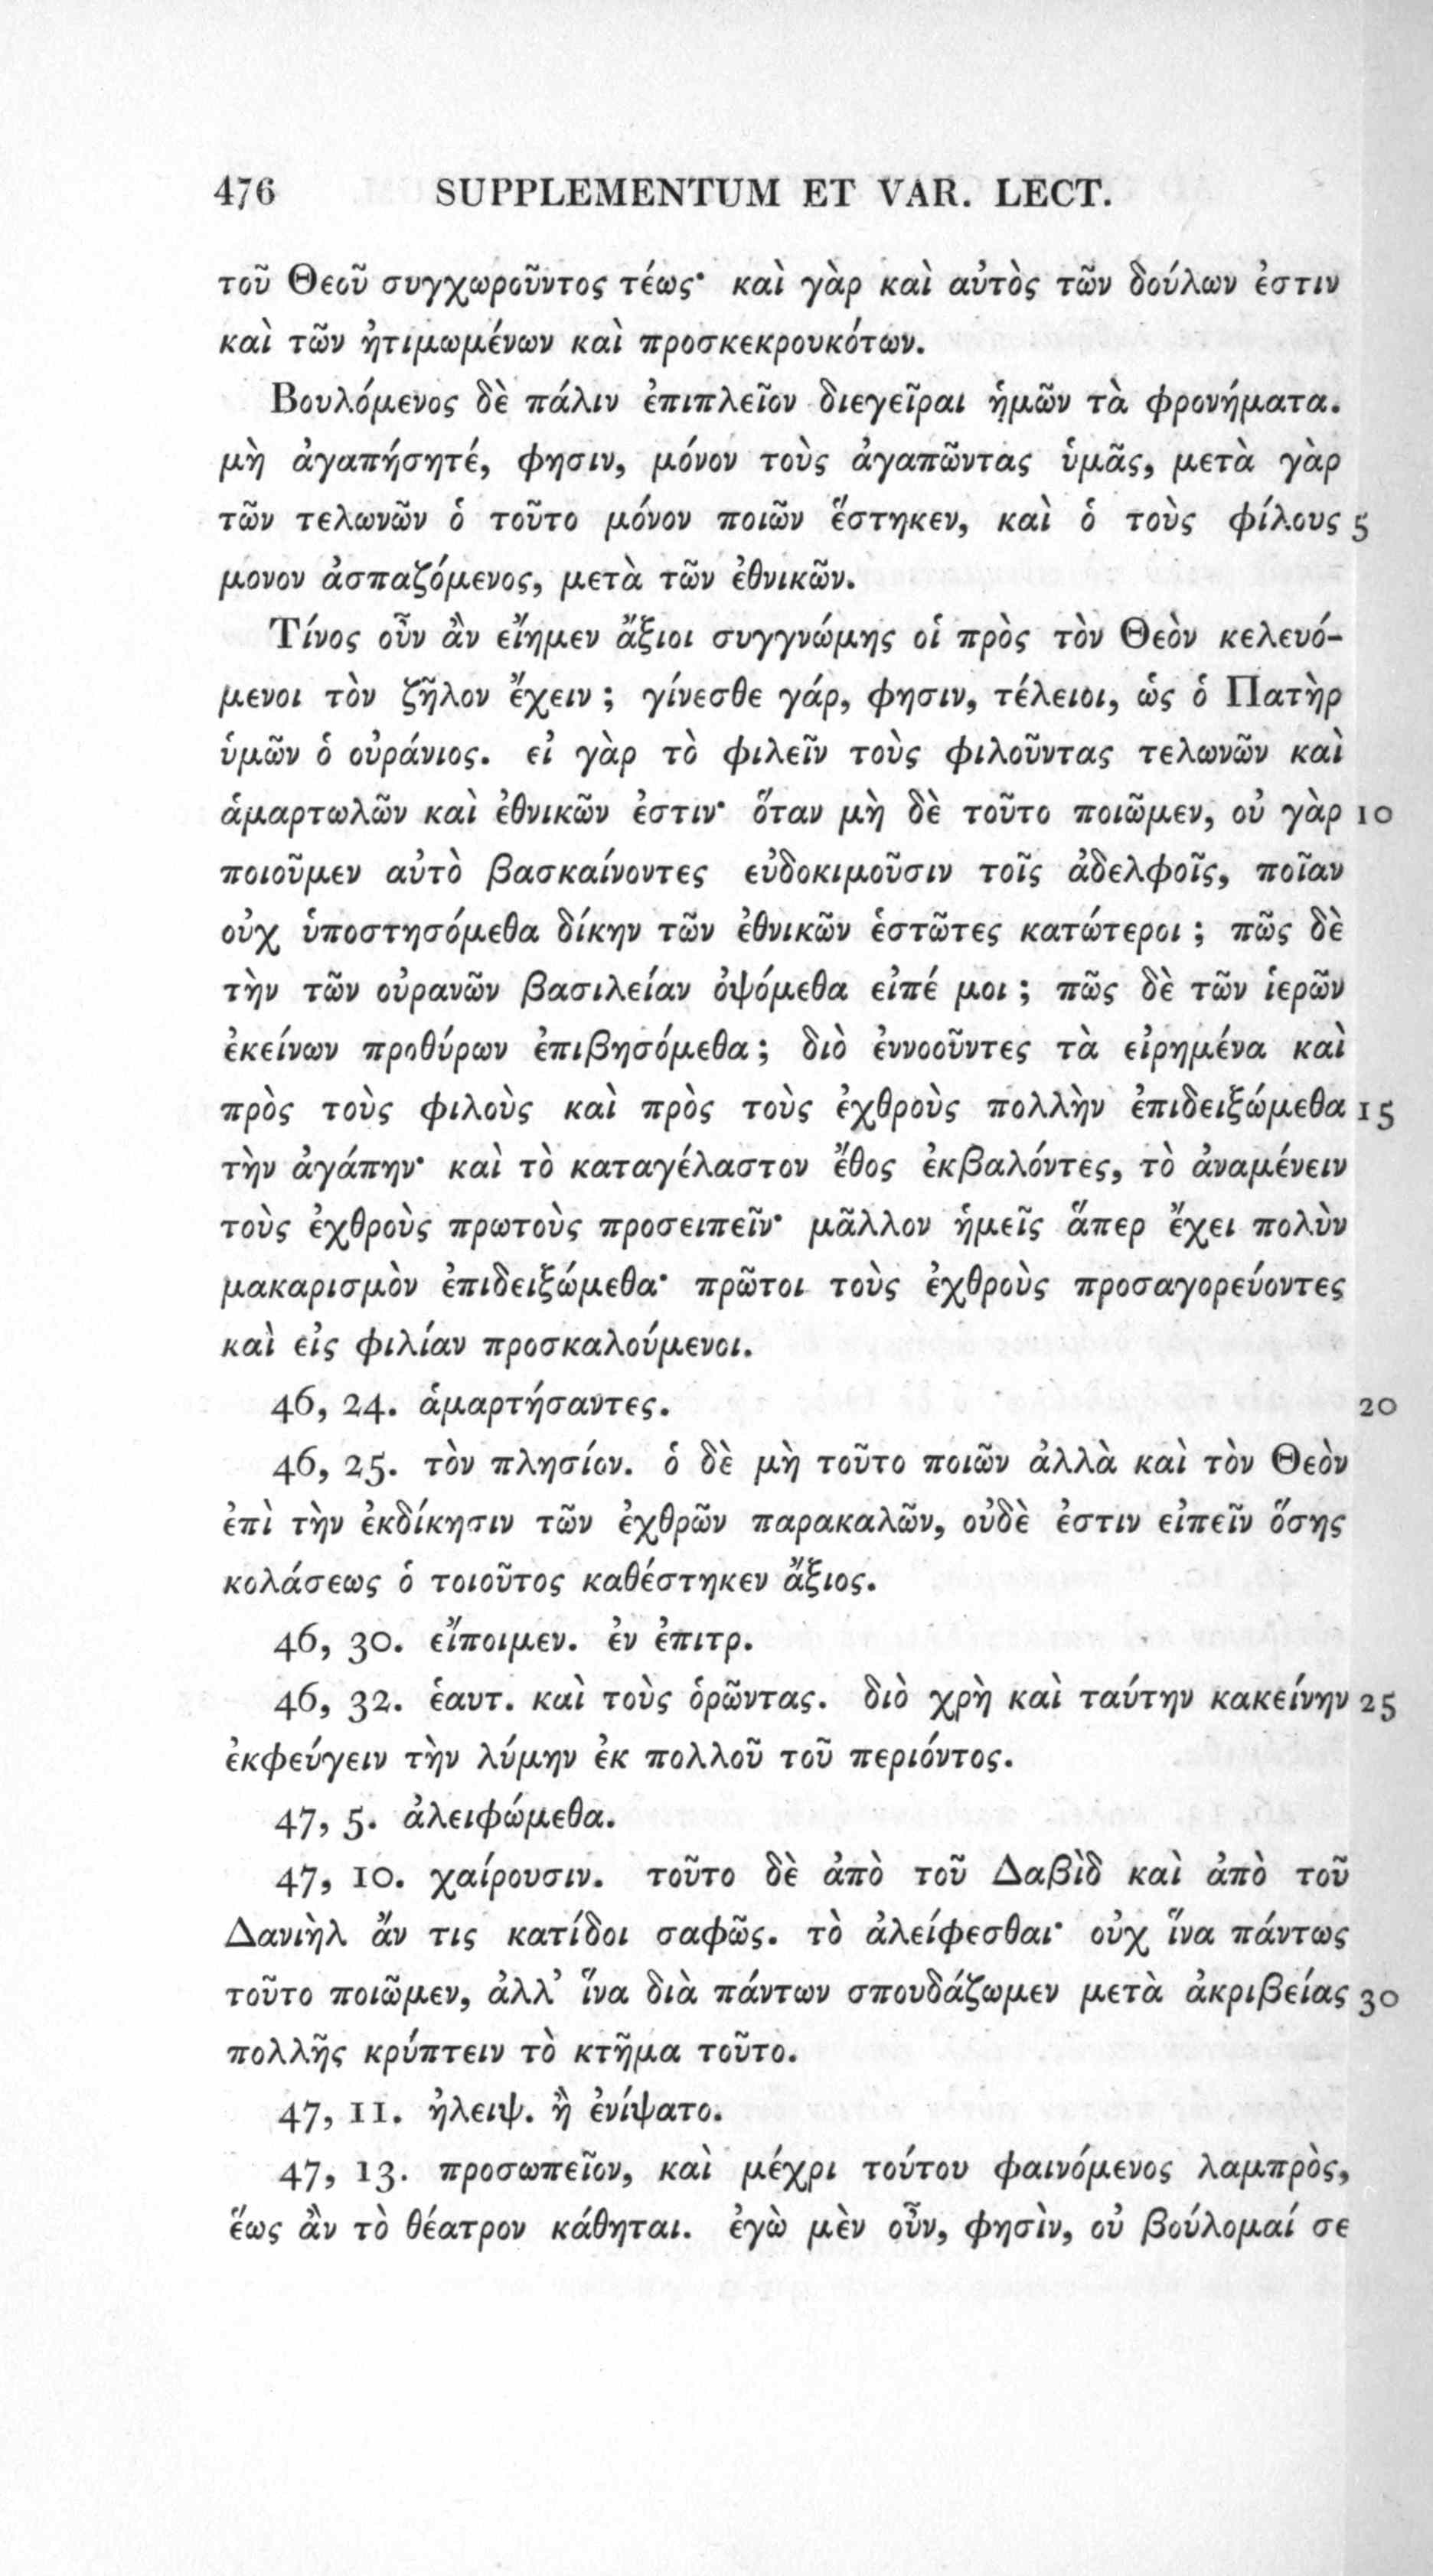 476 SUPPLEMENTUM ET VAR. LECT.
τοῦ Θεοῦ συγχωροῦντος τέως· καὶ γὰρ καὶ αὐτὸς τῶν δούλων ἐστιν
καὶ τῶν ἠτιμωμένων καὶ προσκεκρουκότων.
Βουλόμενος δὲ πάλιν ἐπιπλεῖον διεγεῖραι ἡμῶν τὰ φρονήματα.
μὴ ἀγαπήσητέ, φησιν, μόνον τοὺς ἀγαπῶντας ὑμᾶς, μετὰ γὰρ
τῶν τελωνῶν ὁ τοῦτο μόνον ποιῶν ἕστηκεν, καὶ ὁ τοὺς φίλους 5
μονον ἀσπαζόμενος, μετὰ τῶν ἐθνικῶν.
Τίνος οὖν ἂν εἴημεν ἄξιοι συγγνώμης οἱ πρὸς τὸν Θεὸν κελευό-
μενοι τὸν ζῆλον ἔχειν ; γίνεσθε γάρ, φησιν, τέλειοι, ὡς ὁ Πατὴρ
ὑμῶν ὁ οὐράνιος. εἰ γὰρ τὸ φιλεῖν τοὺς φιλοῦντας τελωνῶν καὶ
ἁμαρτωλῶν καὶ ἐθνικῶν ἐστιν· ὅταν μὴ δὲ τοῦτο ποιῶμεν, οὐ γὰρ 10
ποιοῦμεν αὐτὸ βασκαίνοντες εὐδοκιμοῦσιν τοῖς ἀδελφοῖς, ποῖαν
οὐχ ὑποστησόμεθα δίκην τῶν ἐθνικῶν ἑστῶτες κατώτεροι ; πῶς δὲ
τὴν τῶν οὐρανῶν βασιλείαν ὀψόμεθα εἰπέ μοι ; πῶς δὲ τῶν ἱερῶν
ἐκείνων προθύρων ἐπιβησόμεθα ; διὸ ἐννοοῦντες τὰ εἰρημένα καὶ
πρὸς τοὺς φιλοὺς καὶ πρὸς τοὺς ἐχθροὺς πολλὴν ἐπιδειξώμεθα 15
τὴν ἀγάπην· καὶ τὸ καταγέλαστον ἔθος ἐκβαλόντες, τὸ ἀναμένειν
τοὺς ἐχθροὺς πρωτοὺς προσειπεῖν· μᾶλλον ἡμεῖς ἅπερ ἔχει πολὺν
μακαρισμὸν ἐπιδειξώμεθα· πρῶτοι τοὺς ἐχθροὺς προσαγορεύοντες
καὶ εἰς φιλίαν προσκαλούμενοι.
46, 24. ἁμαρτήσαντες. 20
46, 25. τὸν πλησίον. ὁ δὲ μὴ τοῦτο ποιῶν ἀλλὰ καὶ τὸν Θεὸν
ἐπὶ τὴν ἐκδίκησιν τῶν ἐχθρῶν παρακαλῶν, οὐδὲ ἐστιν εἰπεῖν ὅσης
κολάσεως ὁ τοιοῦτος καθέστηκεν ἄξιος.
46, 30. εἴποιμεν. ἐν ἐπιτρ.
46, 32. ἑαυτ. καὶ τοὺς ὁρῶντας. διὸ χρὴ καὶ ταύτην κακείνην 25
ἐκφεύγειν τὴν λύμην ἐκ πολλοῦ τοῦ περιόντος.
47, 5. ἀλειφώμεθα.
47, 10. χαίρουσιν. τοῦτο δὲ ἀπὸ τοῦ Δαβὶδ καὶ ἀπὸ τοῦ
Δανιὴλ ἄν τις κατίδοι σαφῶς. τὸ ἀλείφεσθαι· οὐχ ἵνα πάντως
τοῦτο ποιῶμεν, ἀλλ’ ἵνα διὰ πάντων σπουδάζωμεν μετὰ ἀκριβείας 30
πολλῆς κρύπτειν τὸ κτῆμα τοῦτο.
47, 11. ἠλειψ. ἢ ἐνίψατο.
47, 13. προσωπεῖον, καὶ μέχρι τούτου φαινόμενος λαμπρὸς,
ἕως ἂν τὸ θέατρον κάθηται. ἐγὼ μὲν οὖν, φησὶν, οὐ βούλομαί σε